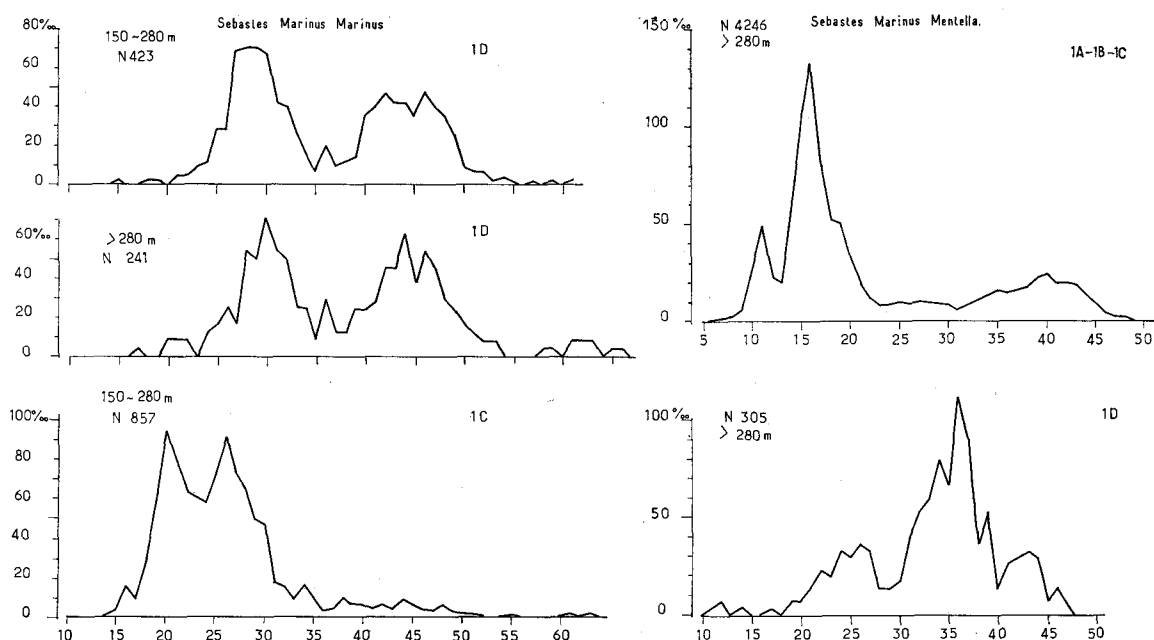 Sebastes Marinus Marinus
80‰
150~280 m
N 423
1D
60
40
20
0
60‰
>280 m
N 241
1D
40
20
0
150~280 m
N 857
1C
100‰
80
60
40
20
0
10 15 20 25 30 35 40 45 50 55 60
Sebastes Marinus Mentella.
150‰
N 4246
>280 m
1A-1B-1C
100
50
0
5 10 15 20 25 30 35 40 45 50
100‰
N 305
>280 m
1D
50
0
10 15 20 25 30 35 40 45 50